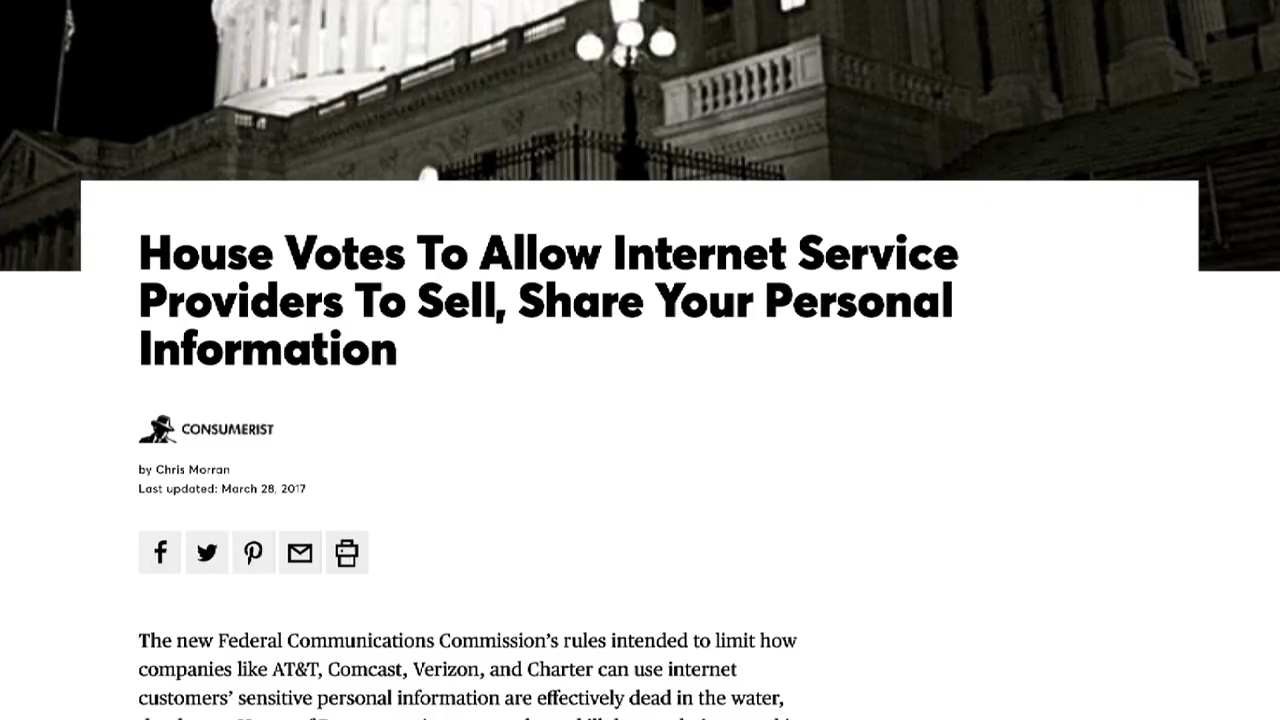 House Votes To Allow Internet Service
Providers To Sell, Share Your Personal
Information
CONSUMERIST
by Chris Morran
Last updated: March 28, 2017
The new Federal Communications Commission's rules intended to limit how
companies like AT&T, Comcast, Verizon, and Charter can use internet
customers' sensitive personal information are effectively dead in the water,